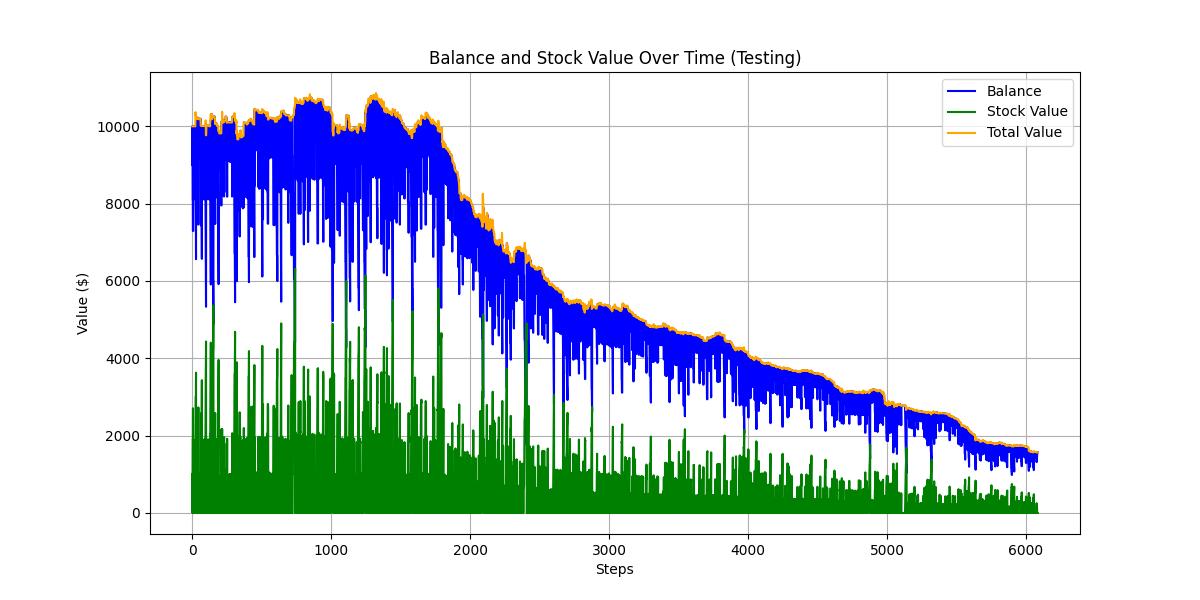 Balance and Stock Value Over Time (Testing)
Balance
Stock Value
Total Value
Value ($)
10000
8000
6000
4000
2000
0
0 1000 2000 3000 4000 5000 6000
Steps